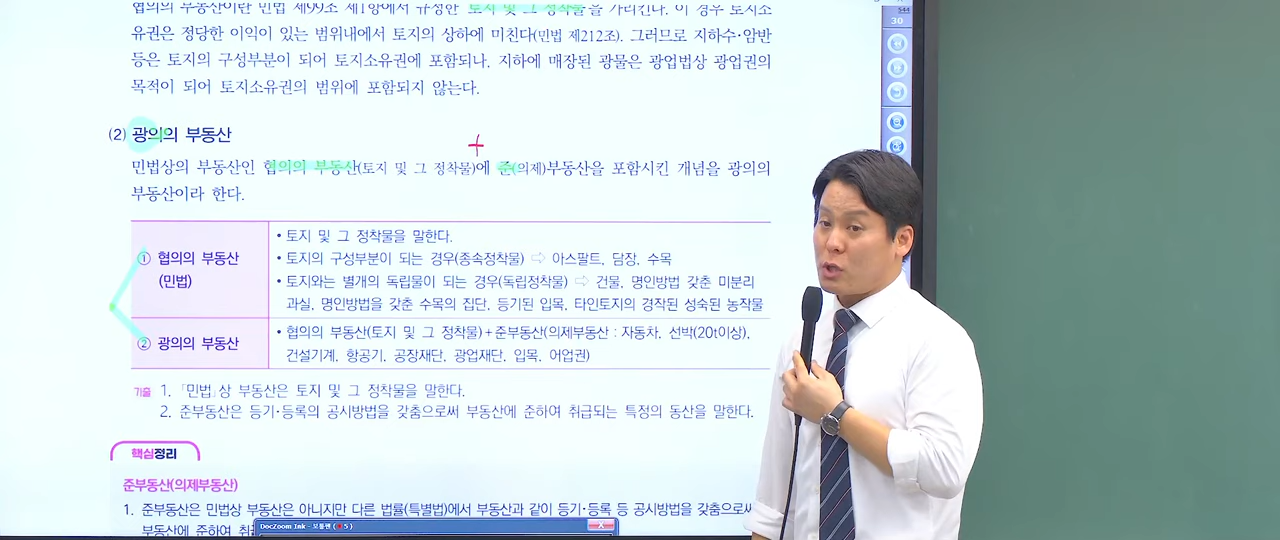 협의의 부동산이란 민법 제99조 제1항에서 규정한 토지 및 그 정착물을 가리킨다. 이 경우 토지소
유권은 정당한 이익이 있는 범위내에서 토지의 상하에 미친다(민법 제212조). 그러므로 지하수·암반
등은 토지의 구성부분이 되어 토지소유권에 포함되나, 지하에 매장된 광물은 광업법상 광업권의
목적이 되어 토지소유권의 범위에 포함되지 않는다.
(2) 광의의 부동산
민법상의 부동산인 협의의 부동산(토지 및 그 정착물)에 준(의제)부동산을 포함시킨 개념을 광의의
부동산이라 한다.
① 협의의 부동산
(민법)
• 토지 및 그 정착물을 말한다.
• 토지의 구성부분이 되는 경우(종속정착물) ⇨ 아스팔트, 담장, 수목
• 토지와는 별개의 독립물이 되는 경우(독립정착물) ⇨ 건물, 명인방법 갖춘 미분리
과실, 명인방법을 갖춘 수목의 집단, 등기된 입목, 타인토지의 경작된 성숙된 농작물
② 광의의 부동산
• 협의의 부동산(토지 및 그 정착물)+준부동산(의제부동산 : 자동차, 선박(20t이상),
건설기계, 항공기, 공장재단, 광업재단, 입목, 어업권)
기출 1. 「민법」상 부동산은 토지 및 그 정착물을 말한다.
2. 준부동산은 등기·등록의 공시방법을 갖춤으로써 부동산에 준하여 취급되는 특정의 동산을 말한다.
핵심정리
준부동산(의제부동산)
1. 준부동산은 민법상 부동산은 아니지만 다른 법률(특별법)에서 부동산과 같이 등기·등록 등 공시방법을 갖춤으로써
부동산에 준하여 취
DocZoom Ink - 보통펜 ( 5 )
30